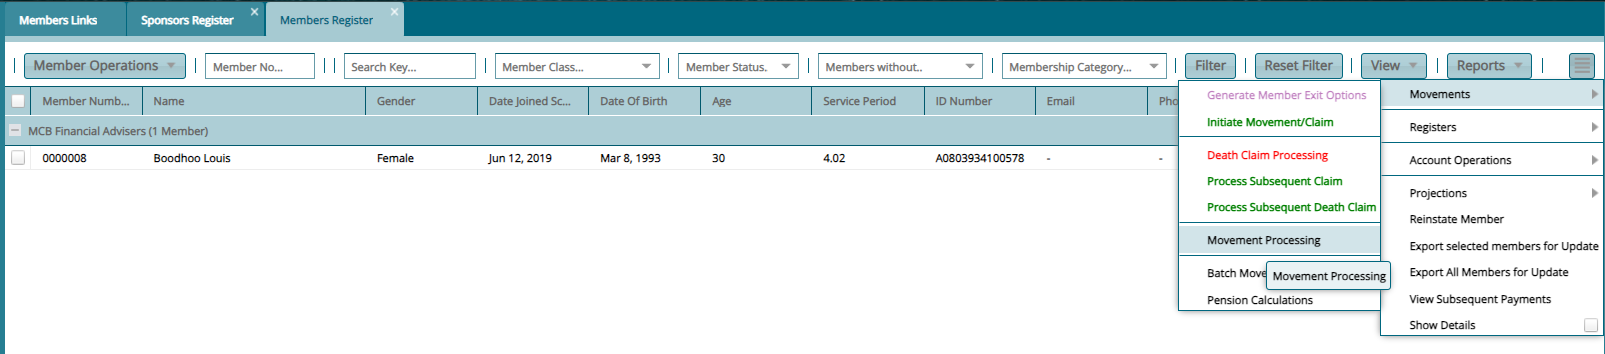 Members Links
Sponsors Register
Members Register
Member Operations
Member No...
Search Key...
Member Class...
Member Status.
Members without..
Membership Category...
Filter
Reset Filter
View
Reports
Member Numb...
Name
Gender
Date Joined Sc...
Date Of Birth
Age
Service Period
ID Number
Email
Pho
MCB Financial Advisers (1 Member)
0000008
Boodhoo Louis
Female
Jun 12, 2019
Mar 8, 1993
30
4.02
A0803934100578
-
-
Generate Member Exit Options
Initiate Movement/Claim
Death Claim Processing
Process Subsequent Claim
Process Subsequent Death Claim
Movement Processing
Batch Move
Movement Processing
Pension Calculations
Movements
Registers
Account Operations
Projections
Reinstate Member
Export selected members for Update
Export All Members for Update
View Subsequent Payments
Show Details